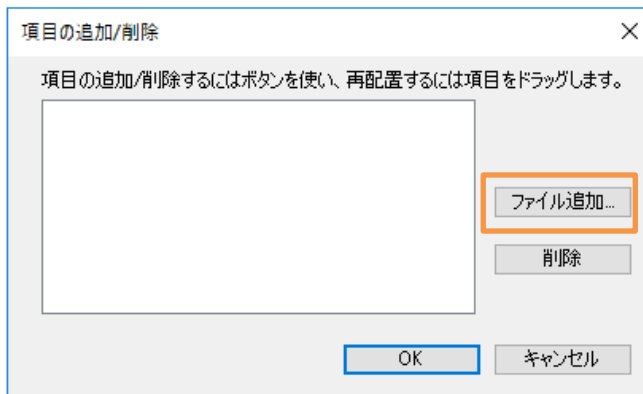 項目の追加/削除
項目の追加/削除するにはボタンを使い、再配置するには項目をドラッグします。
ファイル追加...
削除
OK
キャンセル